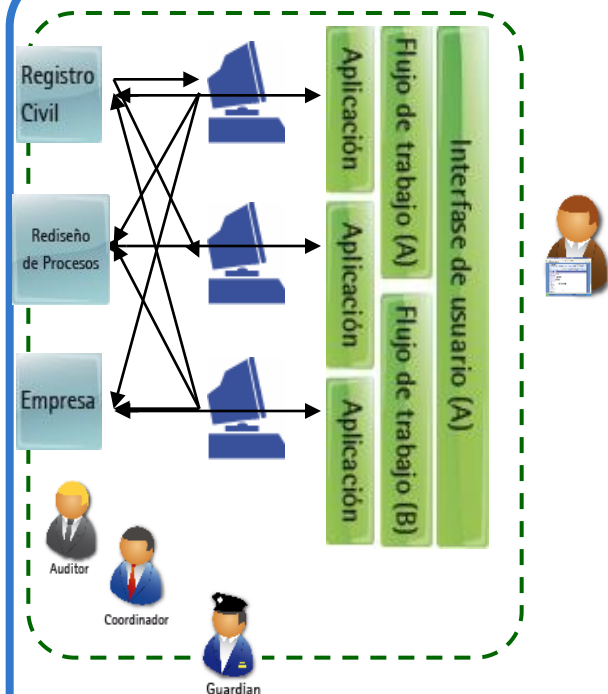 Registro
Civil
Rediseño
de Procesos
Empresa
Aplicación
Aplicación
Aplicación
Flujo de trabajo (A)
Flujo de trabajo (B)
Interfase de usuario (A)
Auditor
Coordinador
Guardian